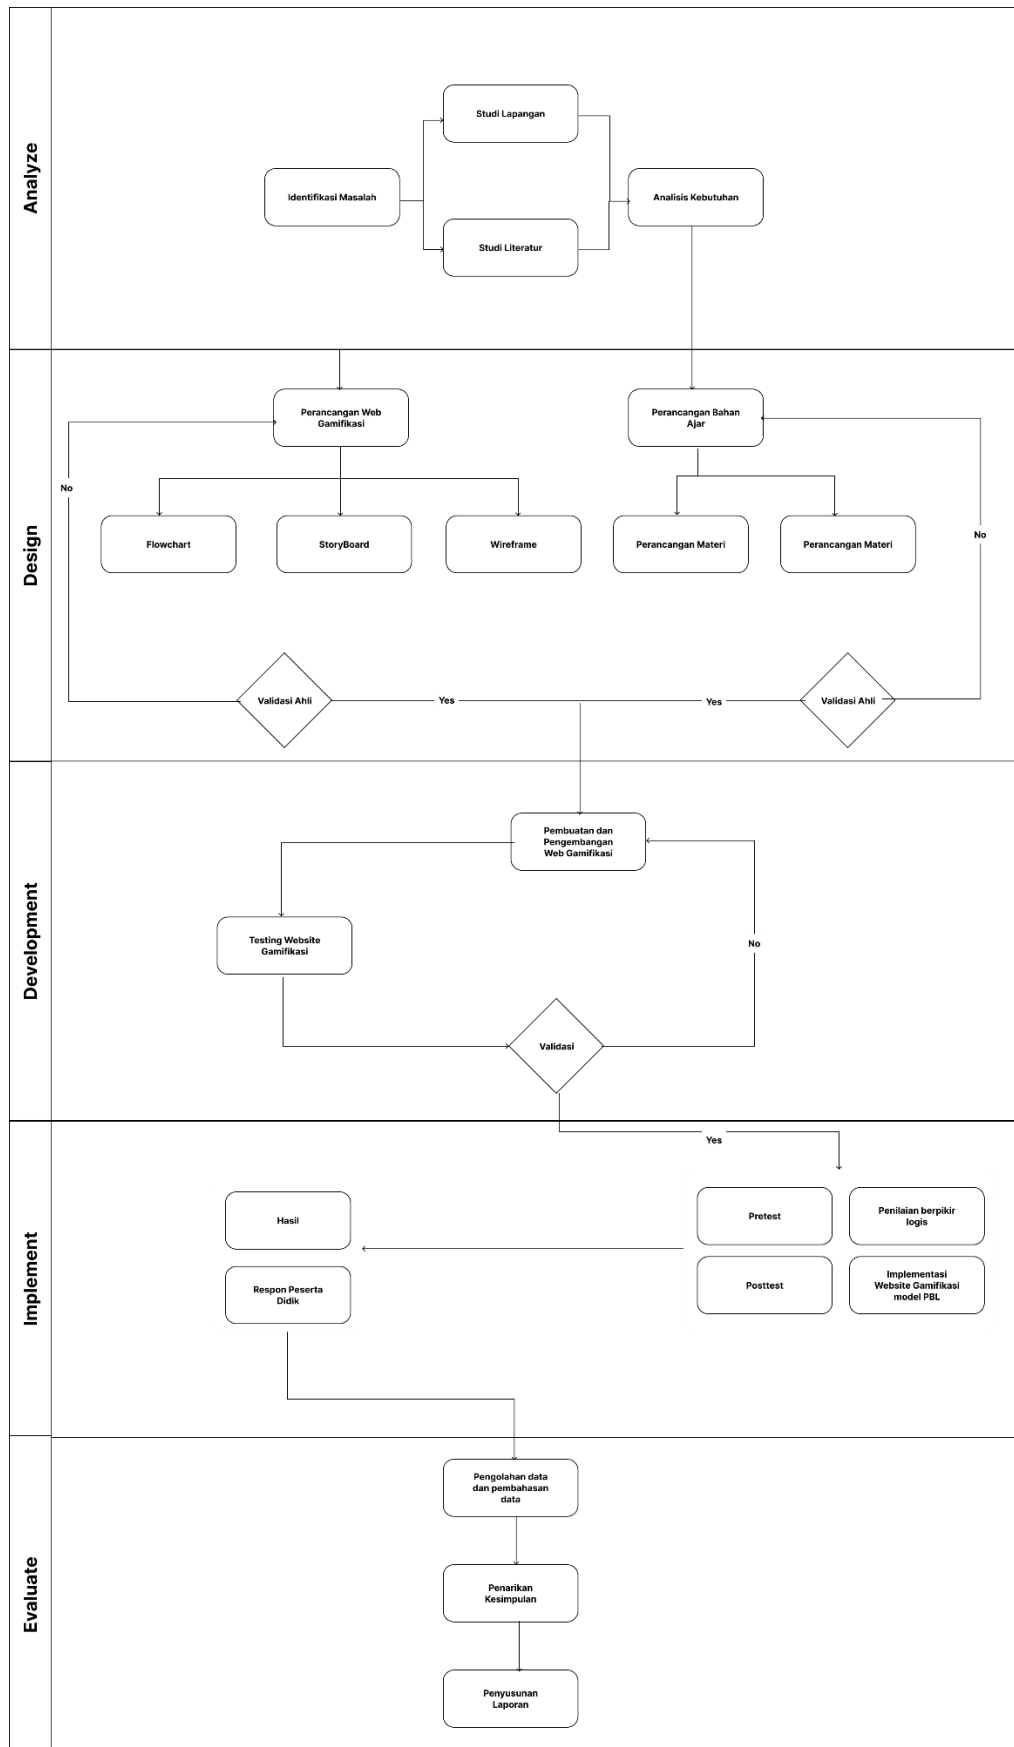 Analyze
Studi Lapangan
Identifikasi Masalah
Analisis Kebutuhan
Studi Literatur
Design
Perancangan Web
Gamifikasi
Perancangan Bahan
Ajar
No
No
Flowchart
StoryBoard
Wireframe
Perancangan Materi
Perancangan Materi
Validasi Ahli
Yes
Yes
Validasi Ahli
Development
Pembuatan dan
Pengembangan
Web Gamifikasi
Testing Website
Gamifikasi
No
Validasi
Implement
Yes
Hasil
Pretest
Penilaian berpikir
logis
Respon Peserta
Didik
Posttest
Implementasi
Website Gamifikasi
model PBL
Evaluate
Pengolahan data
dan pembahasan
data
Penarikan
Kesimpulan
Penyusunan
Laporan